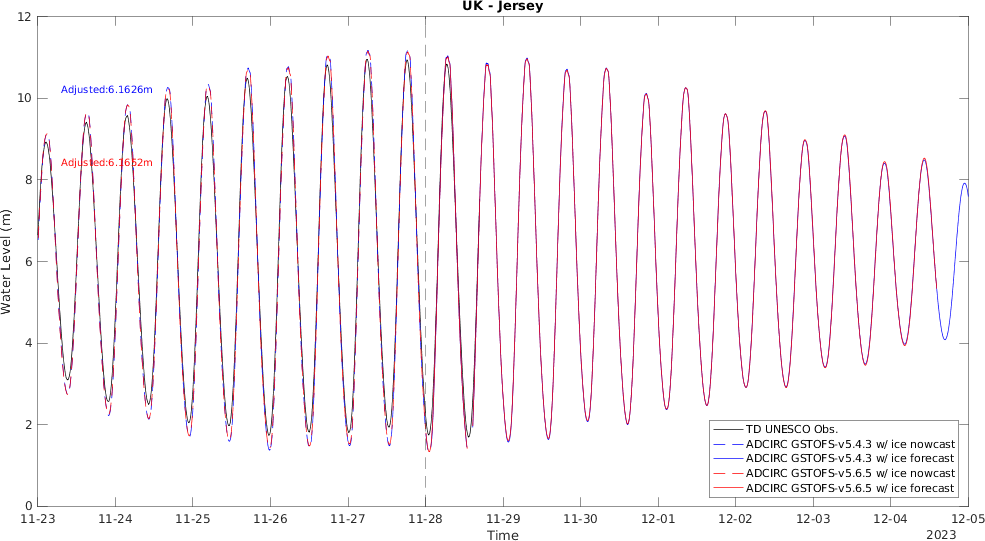 UK - Jersey
12
10
8
6
4
2
0
Water Level (m)
Adjusted:6.1626m
Adjusted:6.1652m
TD UNESCO Obs.
ADCIRC GSTOFS-v5.4.3 w/ ice nowcast
ADCIRC GSTOFS-v5.4.3 w/ ice forecast
ADCIRC GSTOFS-v5.6.5 w/ ice nowcast
ADCIRC GSTOFS-v5.6.5 w/ ice forecast
11-23 11-24 11-25 11-26 11-27 11-28 11-29 11-30 12-01 12-02 12-03 12-04 12-05
Time
2023